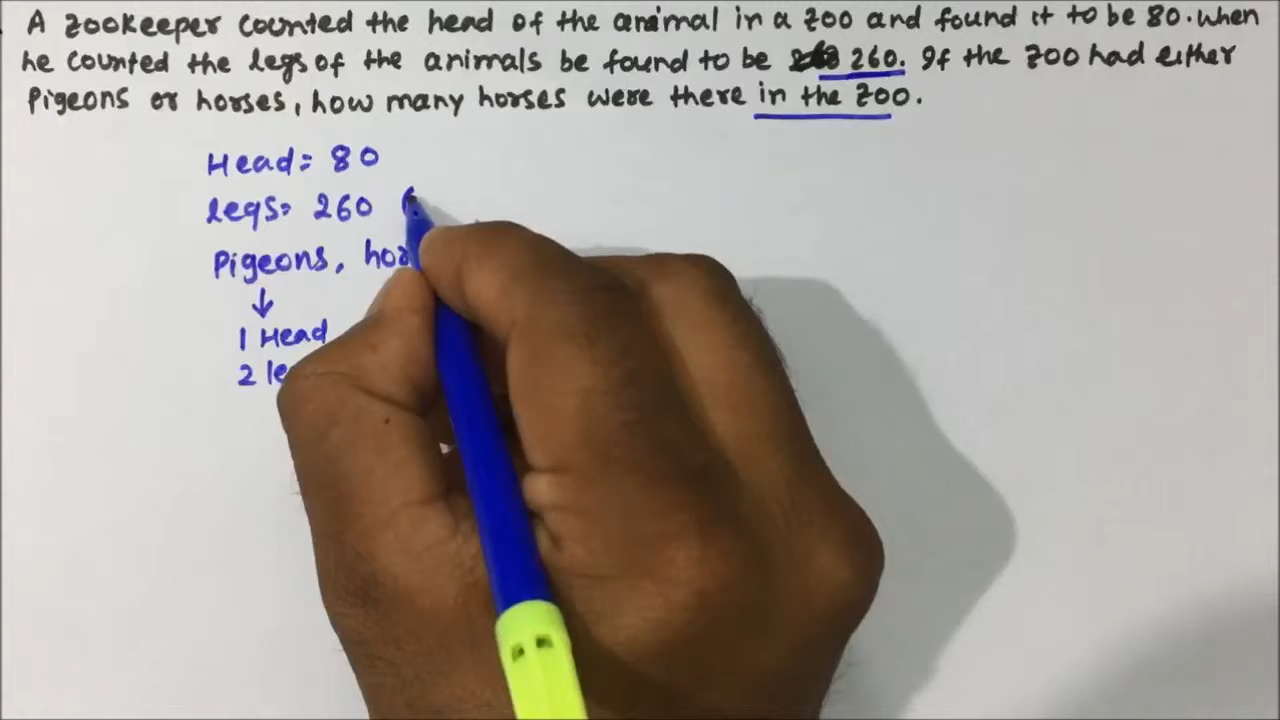 A zookeeper counted the head of the animal in a zoo and found it to be 80. When
he counted the legs of the animals be found to be 260. If the zoo had either
Pigeons or horses, how many horses were there in the zoo.
Head = 80
legs = 260 (
Pigeons,
↓
1 Head
2